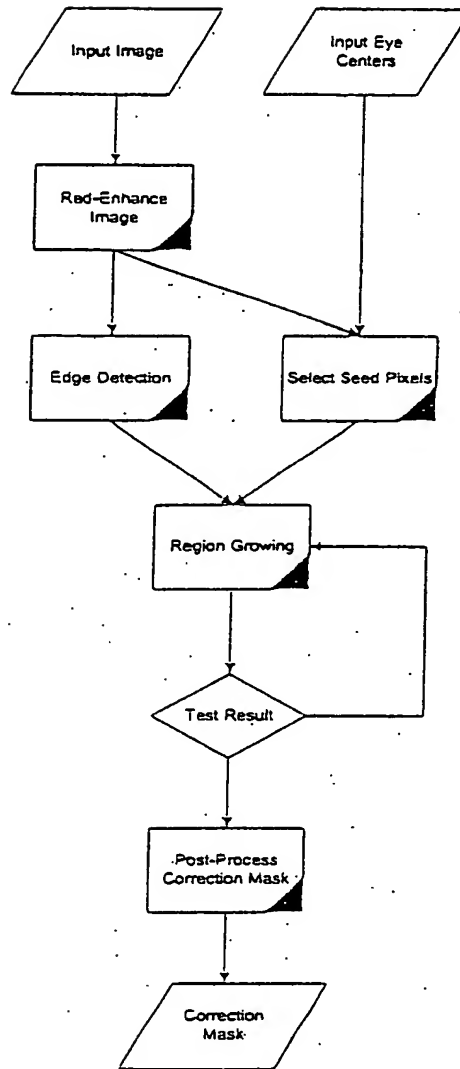 Input Image
Input Eye
Centers
Red-Enhance
Image
Edge Detection
Select Seed Pixels
Region Growing
Test Result
Post-Process
Correction Mask
Correction
Mask